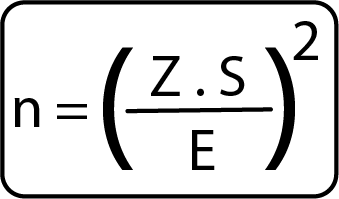 n = ( Z . S / E )²